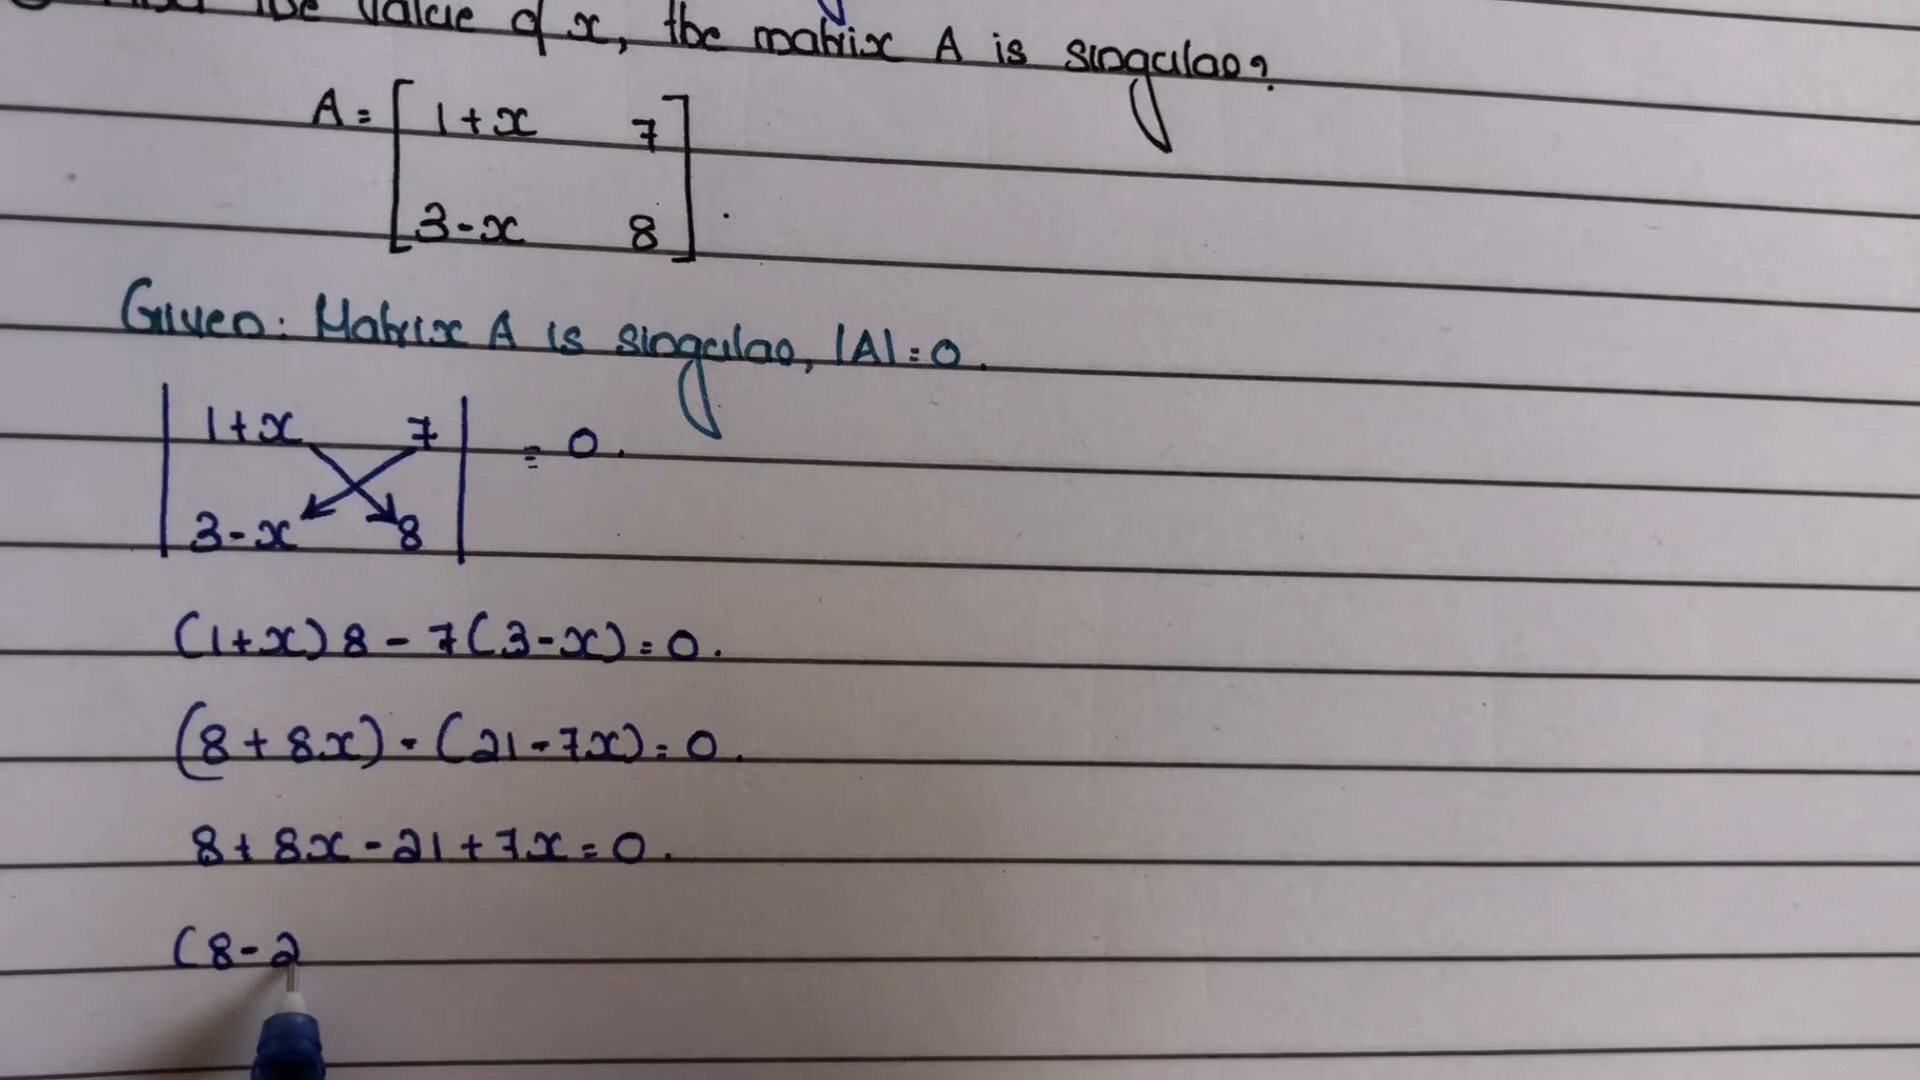 the value of x, the matrix A is singular?
A = [ 1+x 7
3-x 8 ].
Given: Matrix A is singular, |A| = 0.
| 1+x 7 | = 0.
| 3-x 8 |
(1+x) 8 - 7(3-x) = 0.
(8 + 8x) - (21 - 7x) = 0.
8 + 8x - 21 + 7x = 0.
(8 - 2